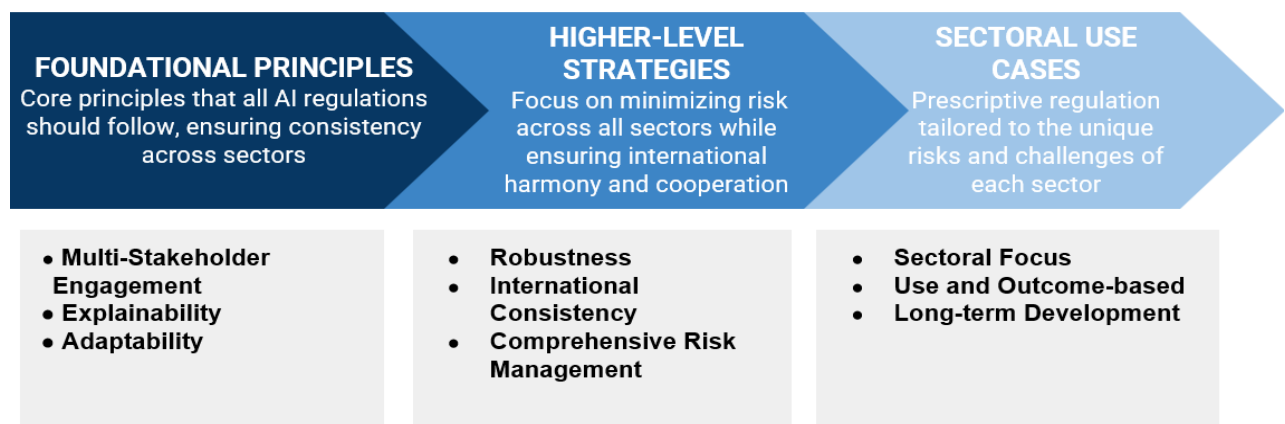 FOUNDATIONAL PRINCIPLES
Core principles that all AI regulations
should follow, ensuring consistency
across sectors
HIGHER-LEVEL
STRATEGIES
Focus on minimizing risk
across all sectors while
ensuring international
harmony and cooperation
SECTORAL USE
CASES
Prescriptive regulation
tailored to the unique
risks and challenges of
each sector
● Multi-Stakeholder
Engagement
● Explainability
● Adaptability
● Robustness
● International
Consistency
● Comprehensive Risk
Management
● Sectoral Focus
● Use and Outcome-based
● Long-term Development